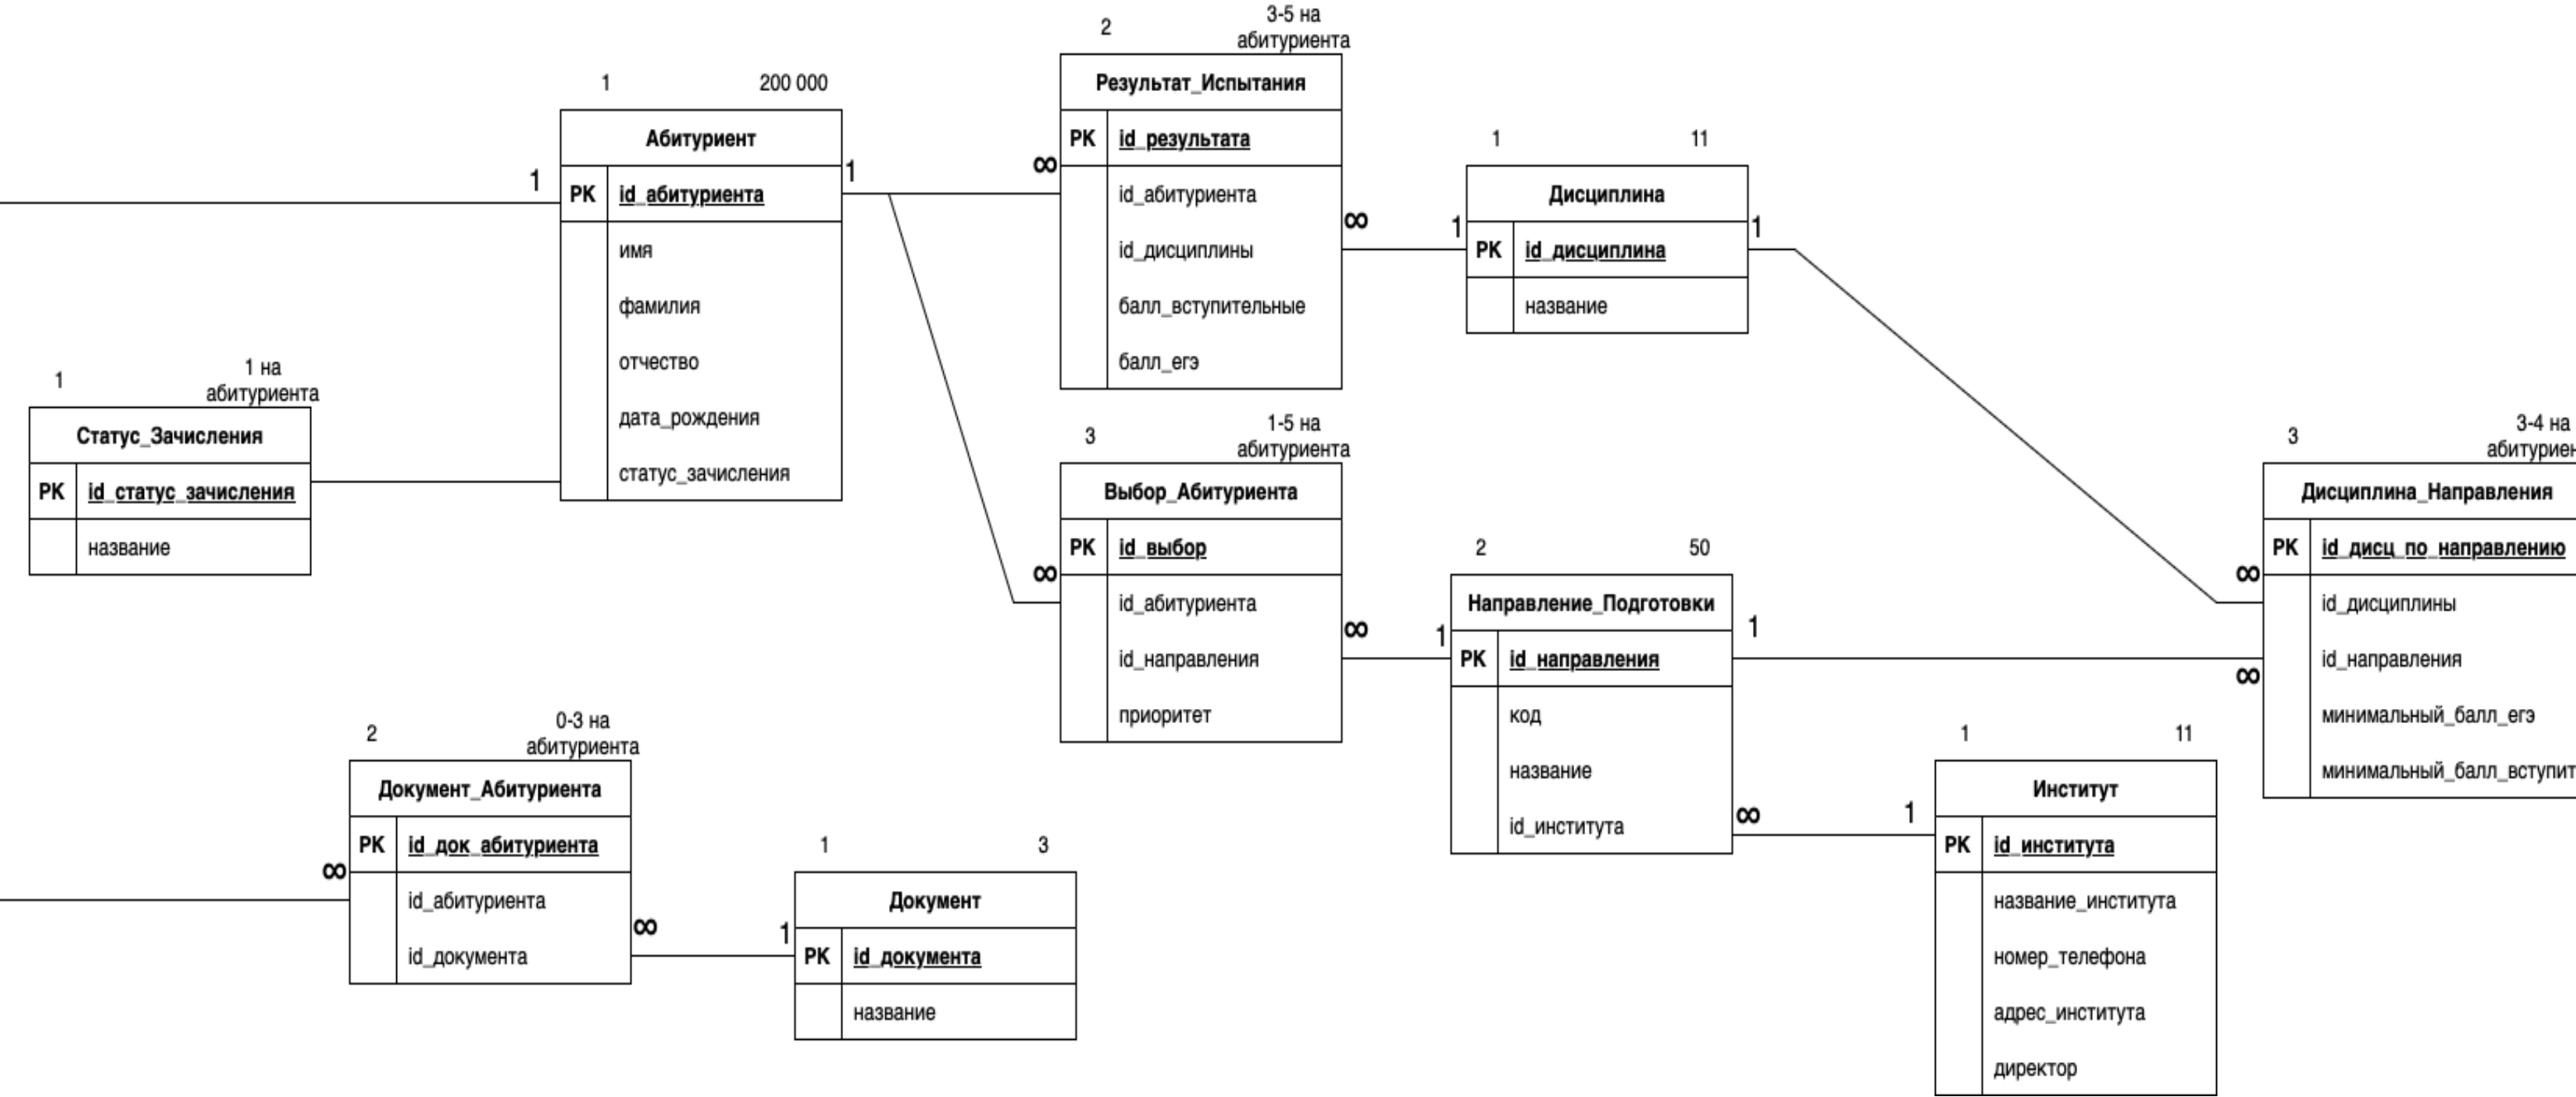 1 200 000
Абитуриент
1
1
PK id_абитуриента
имя
фамилия
отчество
дата_рождения
статус_зачисления
2 3-5 на
абитуриента
Результат_Испытания
PK id_результата
∞
id_абитуриента
id_дисциплины
балл_вступительные
балл_егэ
∞
1 11
Дисциплина
1
1
PK id_дисциплина
название
1 1 на
абитуриента
Статус_Зачисления
PK id_статус_зачисления
название
3 1-5 на
абитуриента
Выбор_Абитуриента
PK id_выбор
∞
id_абитуриента
id_направления
приоритет
∞
2 50
Направление_Подготовки
1
1
PK id_направления
код
название
id_института
∞
3 3-4 на
абитуриен
Дисциплина_Направления
PK id_дисц_по_направлению
∞
id_дисциплины
id_направления
∞
минимальный_балл_егэ
минимальный_балл_вступит
2 0-3 на
абитуриента
Документ_Абитуриента
PK id_док_абитуриента
∞
id_абитуриента
id_документа
∞
1 3
Документ
1
PK id_документа
название
1 11
Институт
1
PK id_института
название_института
номер_телефона
адрес_института
директор